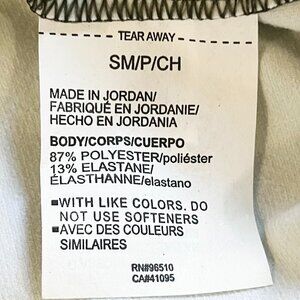 TEAR AWAY
SM/P/CH
MADE IN JORDAN/
FABRIQUÉ EN JORDANIE/
HECHO EN JORDANIA
BODY/CORPS/CUERPO
87% POLYESTER/poliéster
13% ELASTANE/
ÉLASTHANNE/elastano
■WITH LIKE COLORS. DO
NOT USE SOFTENERS
■AVEC DES COULEURS
SIMILAIRES
RN#96510
CA#41095